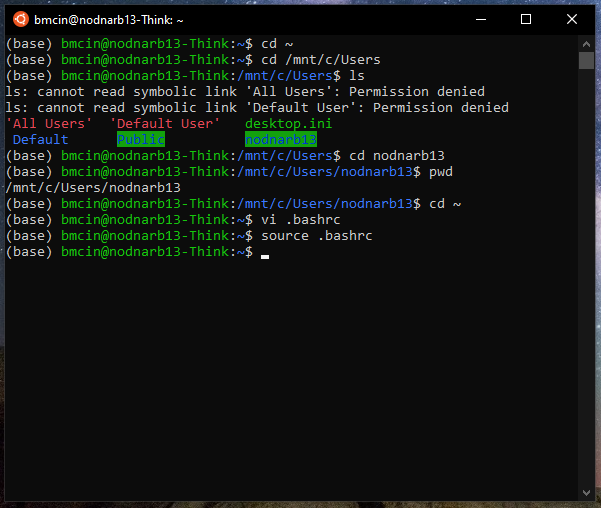 bmcin@nodnarb13-Think: ~
(base) bmcin@nodnarb13-Think:~$ cd ~
(base) bmcin@nodnarb13-Think:~$ cd /mnt/c/Users
(base) bmcin@nodnarb13-Think:/mnt/c/Users$ ls
ls: cannot read symbolic link 'All Users': Permission denied
ls: cannot read symbolic link 'Default User': Permission denied
'All Users'  'Default User'   desktop.ini
 Default      Public          nodnarb13
(base) bmcin@nodnarb13-Think:/mnt/c/Users$ cd nodnarb13
(base) bmcin@nodnarb13-Think:/mnt/c/Users/nodnarb13$ pwd
/mnt/c/Users/nodnarb13
(base) bmcin@nodnarb13-Think:/mnt/c/Users/nodnarb13$ cd ~
(base) bmcin@nodnarb13-Think:~$ vi .bashrc
(base) bmcin@nodnarb13-Think:~$ source .bashrc
(base) bmcin@nodnarb13-Think:~$